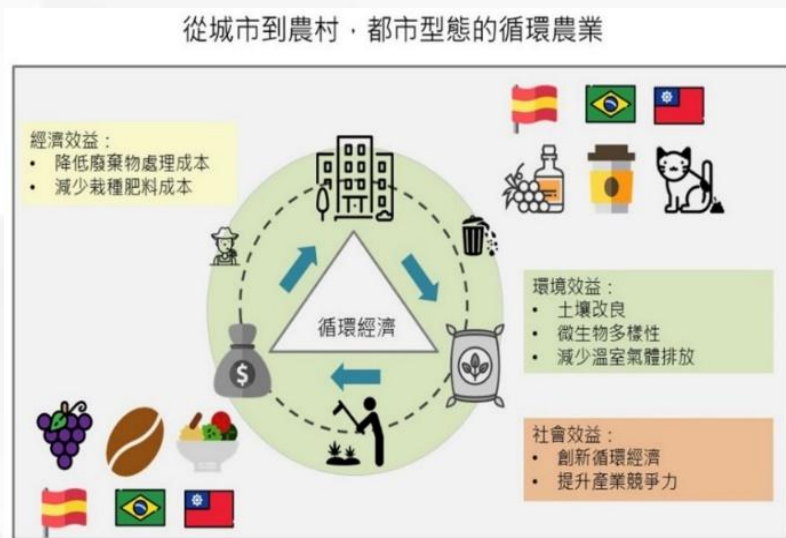 從城市到農村，都市型態的循環農業
經濟效益：
• 降低廢棄物處理成本
• 減少栽種肥料成本
循環經濟
$
環境效益：
• 土壤改良
• 微生物多樣性
• 減少溫室氣體排放
社會效益：
• 創新循環經濟
• 提升產業競爭力